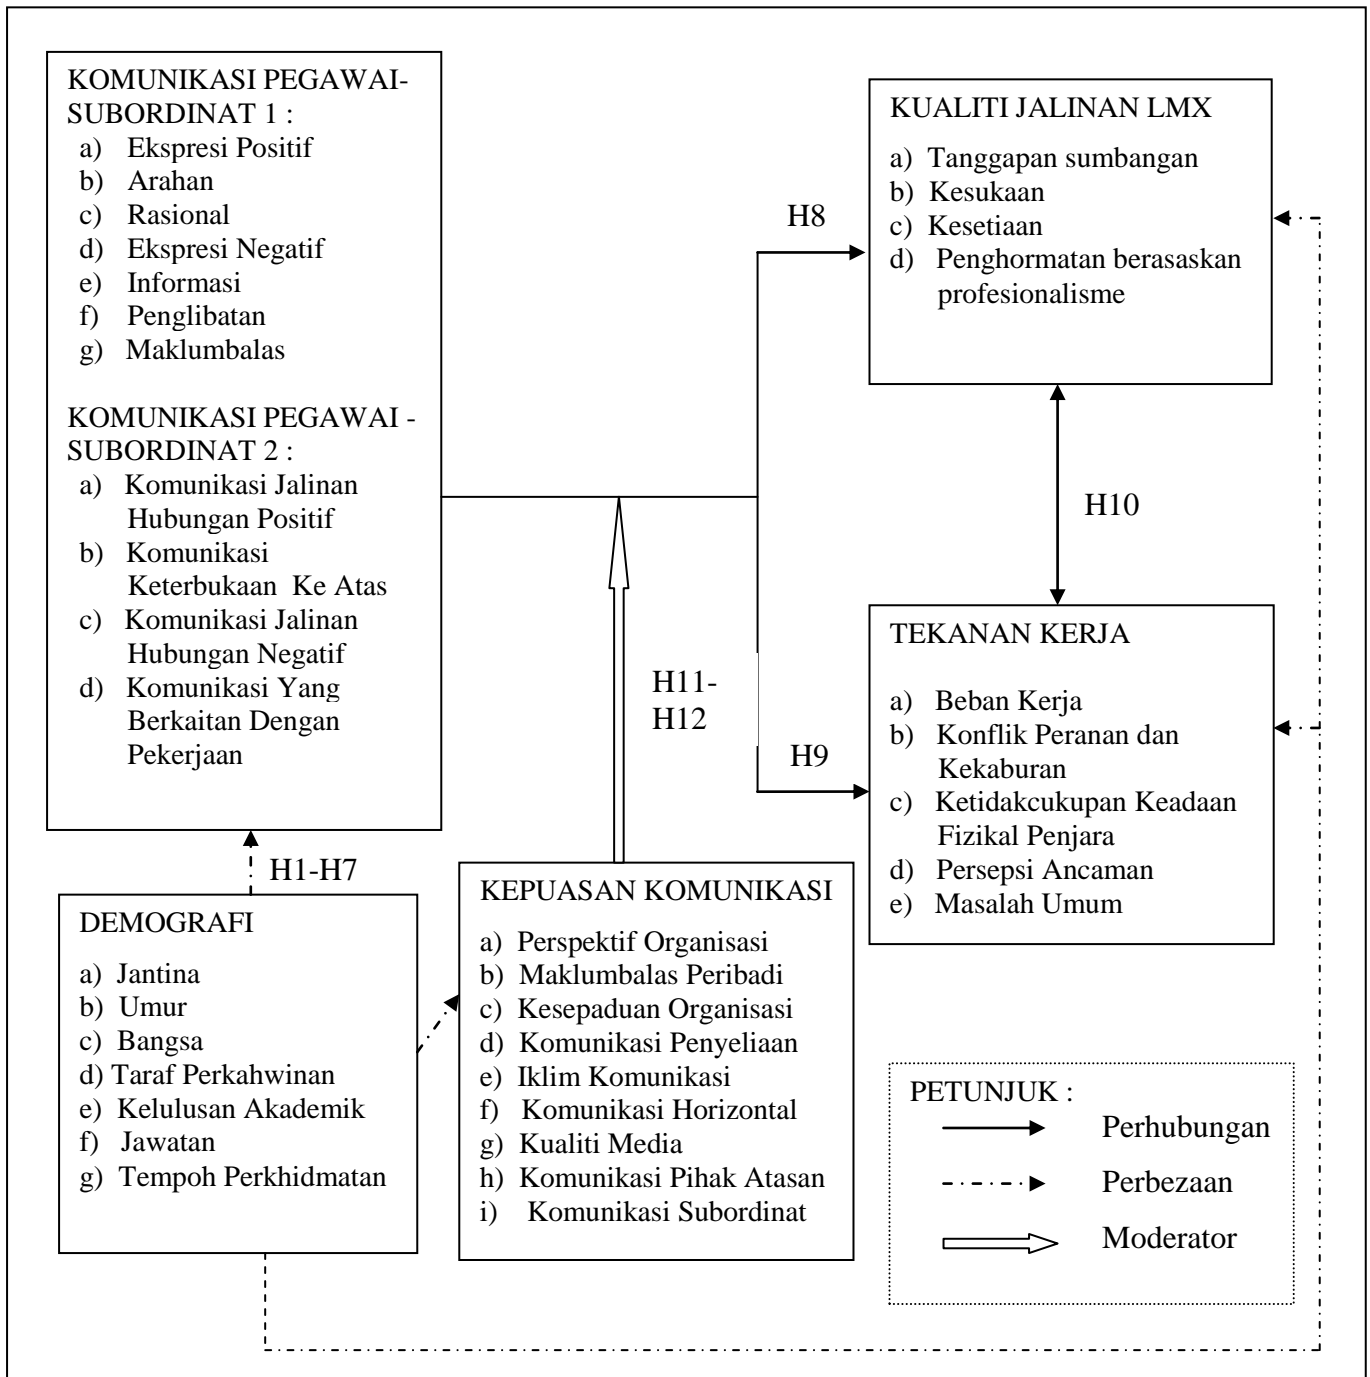 KOMUNIKASI PEGAWAI-
SUBORDINAT 1 :
a) Ekspresi Positif
b) Arahan
c) Rasional
d) Ekspresi Negatif
e) Informasi
f) Penglibatan
g) Maklumbalas
KOMUNIKASI PEGAWAI -
SUBORDINAT 2 :
a) Komunikasi Jalinan
Hubungan Positif
b) Komunikasi
Keterbukaan Ke Atas
c) Komunikasi Jalinan
Hubungan Negatif
d) Komunikasi Yang
Berkaitan Dengan
Pekerjaan
H1-H7
DEMOGRAFI
a) Jantina
b) Umur
c) Bangsa
d) Taraf Perkahwinan
e) Kelulusan Akademik
f) Jawatan
g) Tempoh Perkhidmatan
H11-
H12
KEPUASAN KOMUNIKASI
a) Perspektif Organisasi
b) Maklumbalas Peribadi
c) Kesepaduan Organisasi
d) Komunikasi Penyeliaan
e) Iklim Komunikasi
f) Komunikasi Horizontal
g) Kualiti Media
h) Komunikasi Pihak Atasan
i) Komunikasi Subordinat
H8
H9
KUALITI JALINAN LMX
a) Tanggapan sumbangan
b) Kesukaan
c) Kesetiaan
d) Penghormatan berasaskan
profesionalisme
H10
TEKANAN KERJA
a) Beban Kerja
b) Konflik Peranan dan
Kekaburan
c) Ketidakcukupan Keadaan
Fizikal Penjara
d) Persepsi Ancaman
e) Masalah Umum
PETUNJUK :
Perhubungan
Perbezaan
Moderator